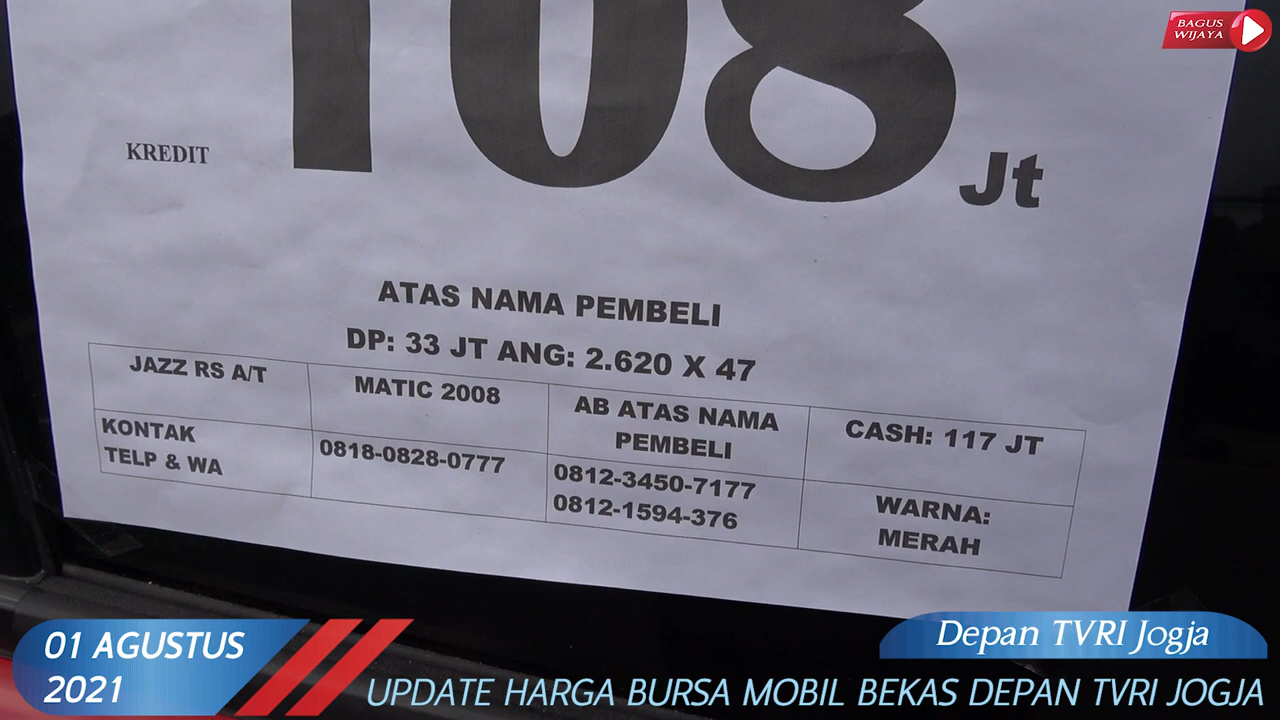 BAGUS
WIJAYA
108
KREDIT
Jt
ATAS NAMA PEMBELI
DP: 33 JT ANG: 2.620 X 47
JAZZ RS A/T
MATIC 2008
AB ATAS NAMA
PEMBELI
CASH: 117 JT
KONTAK
TELP & WA
0818-0828-0777
0812-3450-7177
0812-1594-376
WARNA:
MERAH
01 AGUSTUS
2021
Depan TVRI Jogja
UPDATE HARGA BURSA MOBIL BEKAS DEPAN TVRI JOGJA